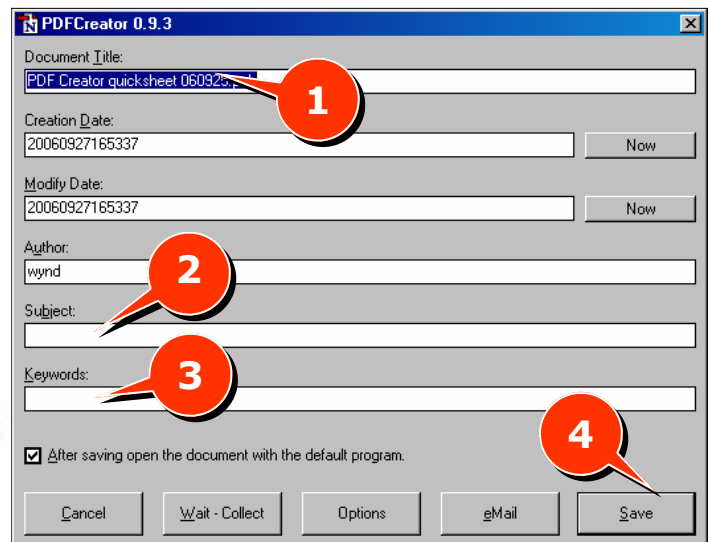 PDFCreator 0.9.3
Document Title:
PDF Creator quicksheet 060925
1
Creation Date:
20060927165337 Now
Modify Date:
20060927165337 Now
Author:
wynd
2
Subject:
Keywords:
3
4
After saving open the document with the default program.
Cancel Wait - Collect Options eMail Save